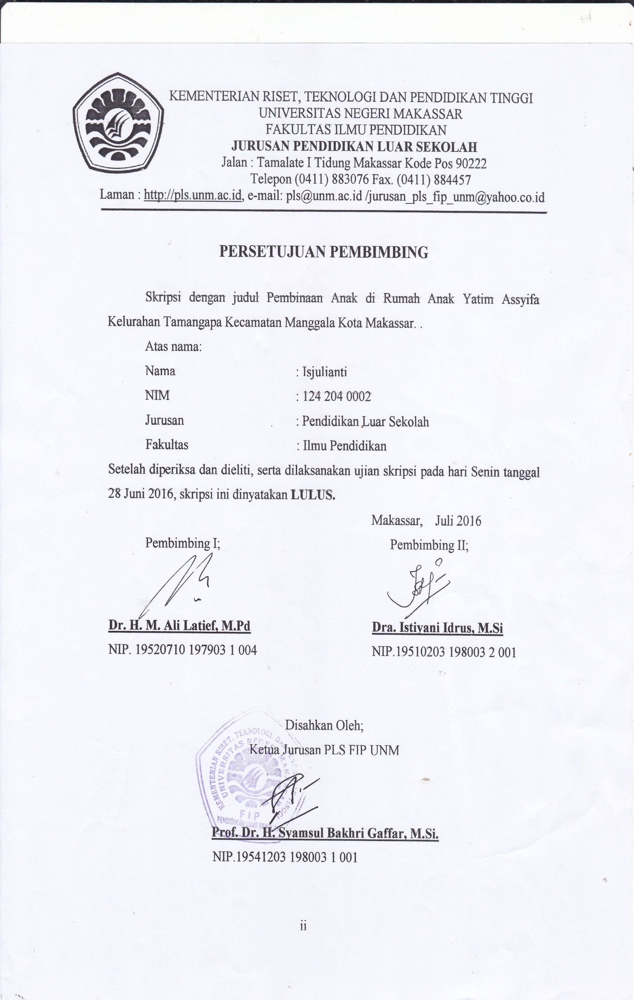 KEMENTERIAN RISET, TEKNOLOGI DAN PENDIDIKAN TINGGI
UNIVERSITAS NEGERI MAKASSAR
FAKULTAS ILMU PENDIDIKAN
JURUSAN PENDIDIKAN LUAR SEKOLAH
Jalan : Tamalate I Tidung Makassar Kode Pos 90222
Telepon (0411) 883076 Fax. (0411) 884457
Laman : http://pls.unm.ac.id, e-mail: pls@unm.ac.id /jurusan_pls_fip_unm@yahoo.co.id
PERSETUJUAN PEMBIMBING
Skripsi dengan judul Pembinaan Anak di Rumah Anak Yatim Assyifa
Kelurahan Tamangapa Kecamatan Manggala Kota Makassar. .
Atas nama:
Nama : Isjulianti
NIM : 124 204 0002
Jurusan : Pendidikan Luar Sekolah
Fakultas : Ilmu Pendidikan
Setelah diperiksa dan dieliti, serta dilaksanakan ujian skripsi pada hari Senin tanggal
28 Juni 2016, skripsi ini dinyatakan LULUS.
Makassar, Juli 2016
Pembimbing I; Pembimbing II;
Dr. H. M. Ali Latief, M.Pd Dra. Istiyani Idrus, M.Si
NIP. 19520710 197903 1 004 NIP.19510203 198003 2 001
Disahkan Oleh;
Ketua Jurusan PLS FIP UNM
KEMENTERIAN RISET, TEKNOLOGI, DAN PENDIDIKAN TINGGI
UNIVERSITAS NEGERI MAKASSAR
FIP
PENDIDIKAN LUAR SEKOLAH
Prof. Dr. H. Syamsul Bakhri Gaffar, M.Si.
NIP.19541203 198003 1 001
ii